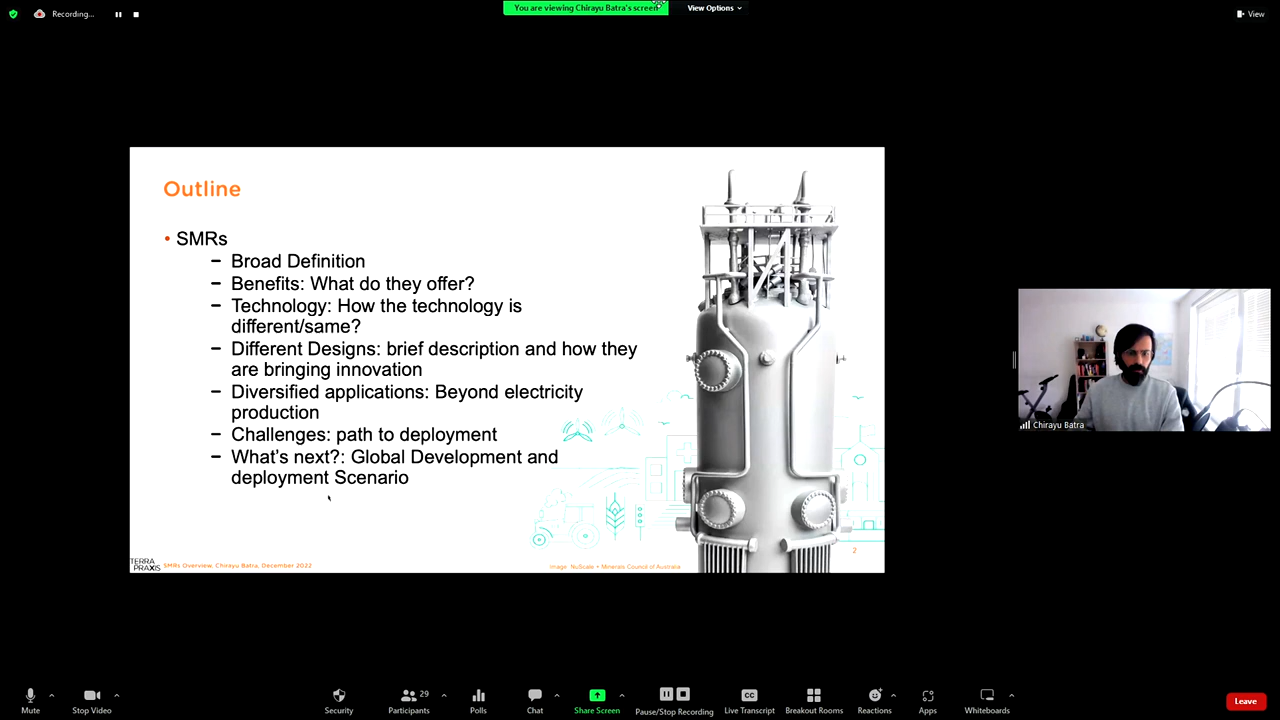 Recording...
You are viewing Chirayu Batra's screen
View Options
View
Outline
• SMRs
– Broad Definition
– Benefits: What do they offer?
– Technology: How the technology is
different/same?
– Different Designs: brief description and how they
are bringing innovation
– Diversified applications: Beyond electricity
production
– Challenges: path to deployment
– What's next?: Global Development and
deployment Scenario
TERRA
PRAXIS
SMRs Overview, Chirayu Batra, December 2022
Image: NuScale • Minerals Council of Australia
2
Chirayu Batra
Mute
Stop Video
Security
29
Participants
Polls
Chat
Share Screen
Pause/Stop Recording
CC
Live Transcript
Breakout Rooms
Reactions
Apps
Whiteboards
Leave